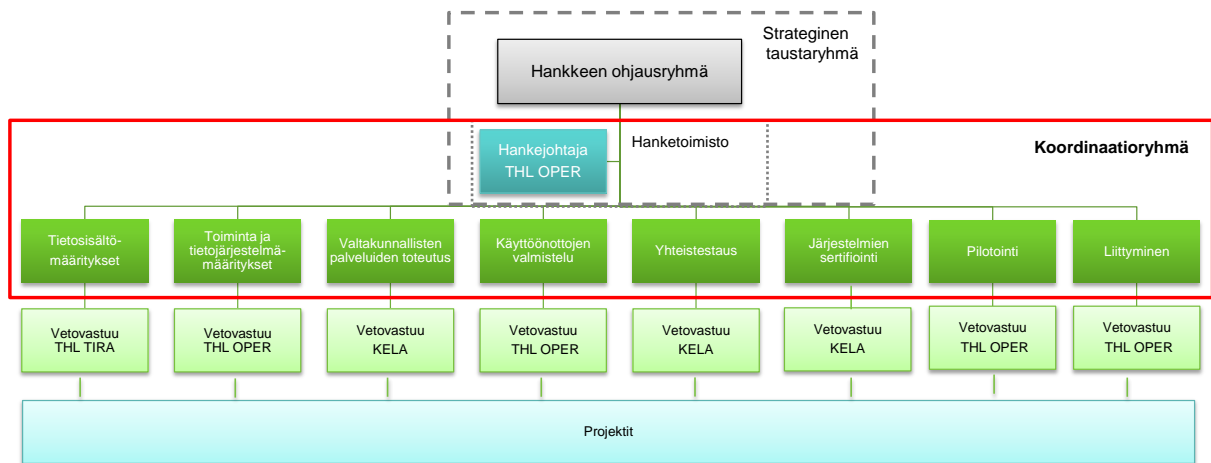 Strateginen
taustaryhmä
Hankkeen ohjausryhmä
Hanketoimisto
Hankejohtaja
THL OPER
Koordinaatioryhmä
Tietosisältö-
määritykset
Toiminta ja
tietojärjestelmä-
määritykset
Valtakunnallisten
palveluiden toteutus
Käyttöönottojen
valmistelu
Yhteistestaus
Järjestelmien
sertifiointi
Pilotointi
Liittyminen
Vetovastuu
THL TIRA
Vetovastuu
THL OPER
Vetovastuu
KELA
Vetovastuu
THL OPER
Vetovastuu
KELA
Vetovastuu
KELA
Vetovastuu
THL OPER
Vetovastuu
THL OPER
Projektit